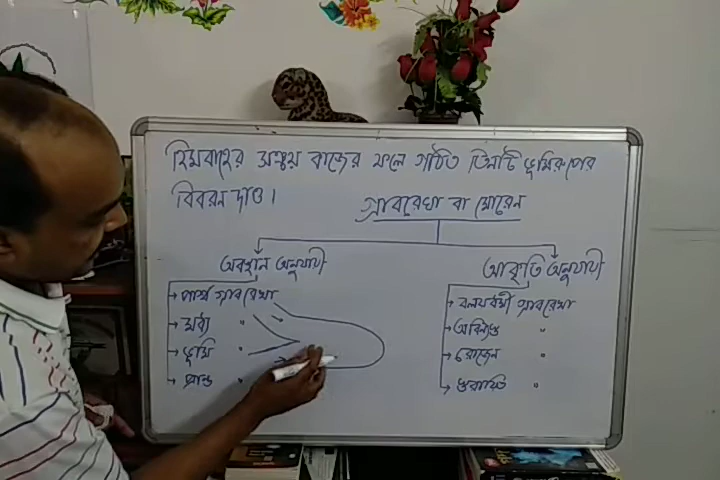 হিমবাহের সঞ্চয় কাজের ফলে গঠিত তিনটি ভূমিরূপের
বিবরণ দাও।
গ্রাবরেখা বা মোরেন
অবস্থান অনুযায়ী
পার্শ্ব গ্রাবরেখা
মধ্য "
ভূমি "
প্রান্ত "
আকৃতি অনুযায়ী
বলয়ধর্মী গ্রাবরেখা
অবিন্যস্ত "
রোজেন "
স্তরায়িত "